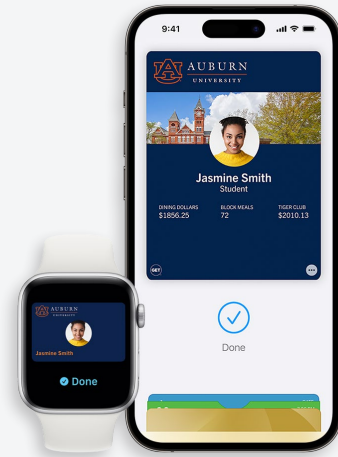 9:41
AUBURN
UNIVERSITY
Jasmine Smith
Student
DINING DOLLARS BLOCK MEALS TIGER CLUB
$1856.25 72 $2010.13
GET
Done
AUBURN
UNIVERSITY
Jasmine Smith
Done